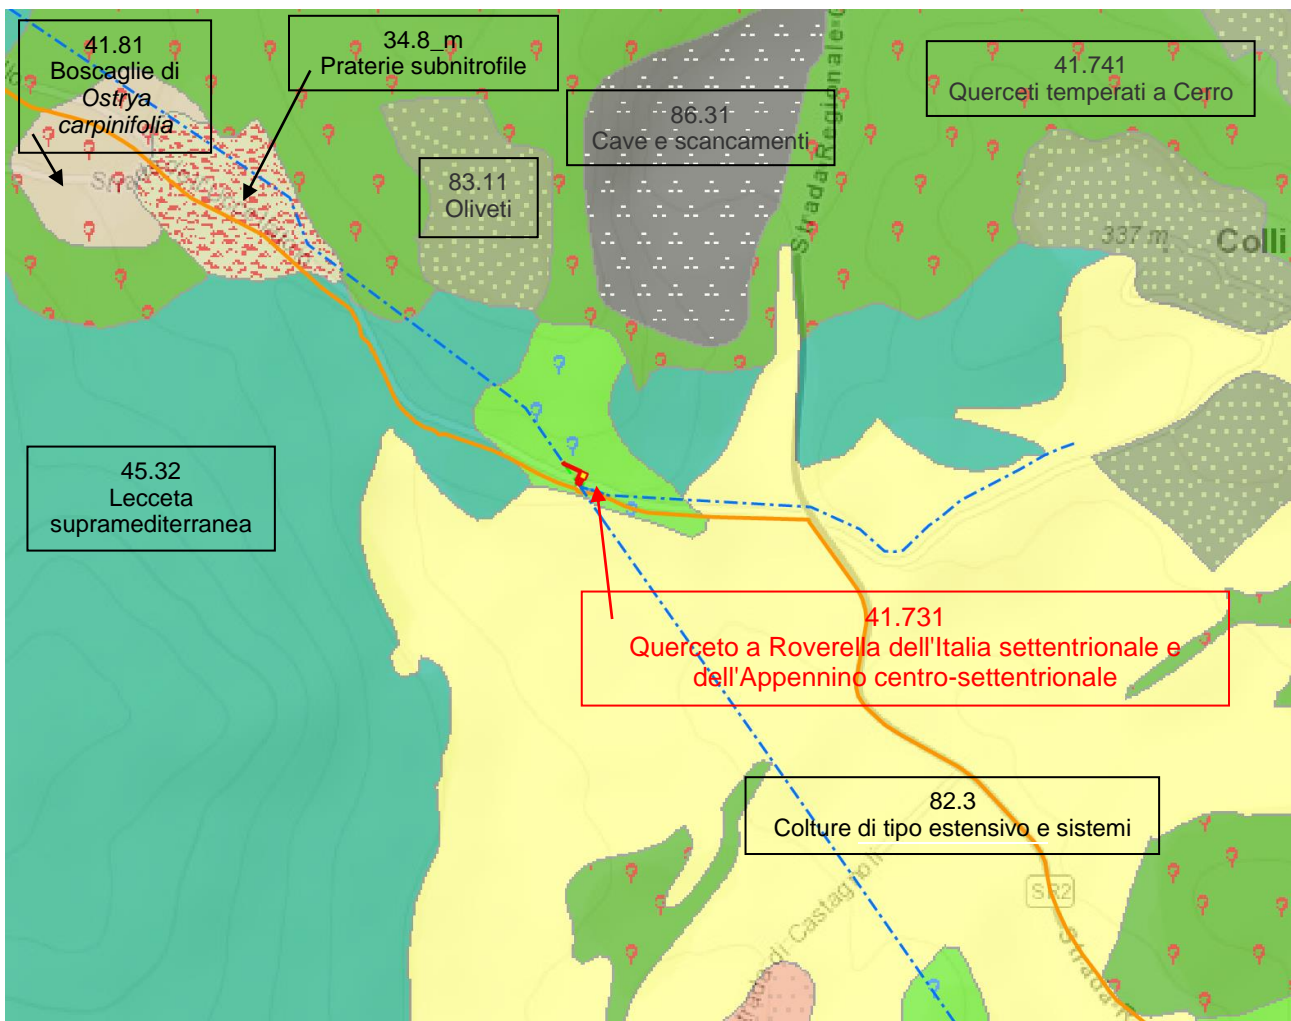 41.81
Boscaglie di
Ostrya
carpinifolia
34.8_m
Praterie subnitrofile
86.31
Cave e scancamenti
41.741
Querceti temperati a Cerro
83.11
Oliveti
Strada Regionale
337 m
Colli
45.32
Lecceta
supramediterranea
41.731
Querceto a Roverella dell'Italia settentrionale e
dell'Appennino centro-settentrionale
82.3
Colture di tipo estensivo e sistemi
SR2
strada di Castagnoli